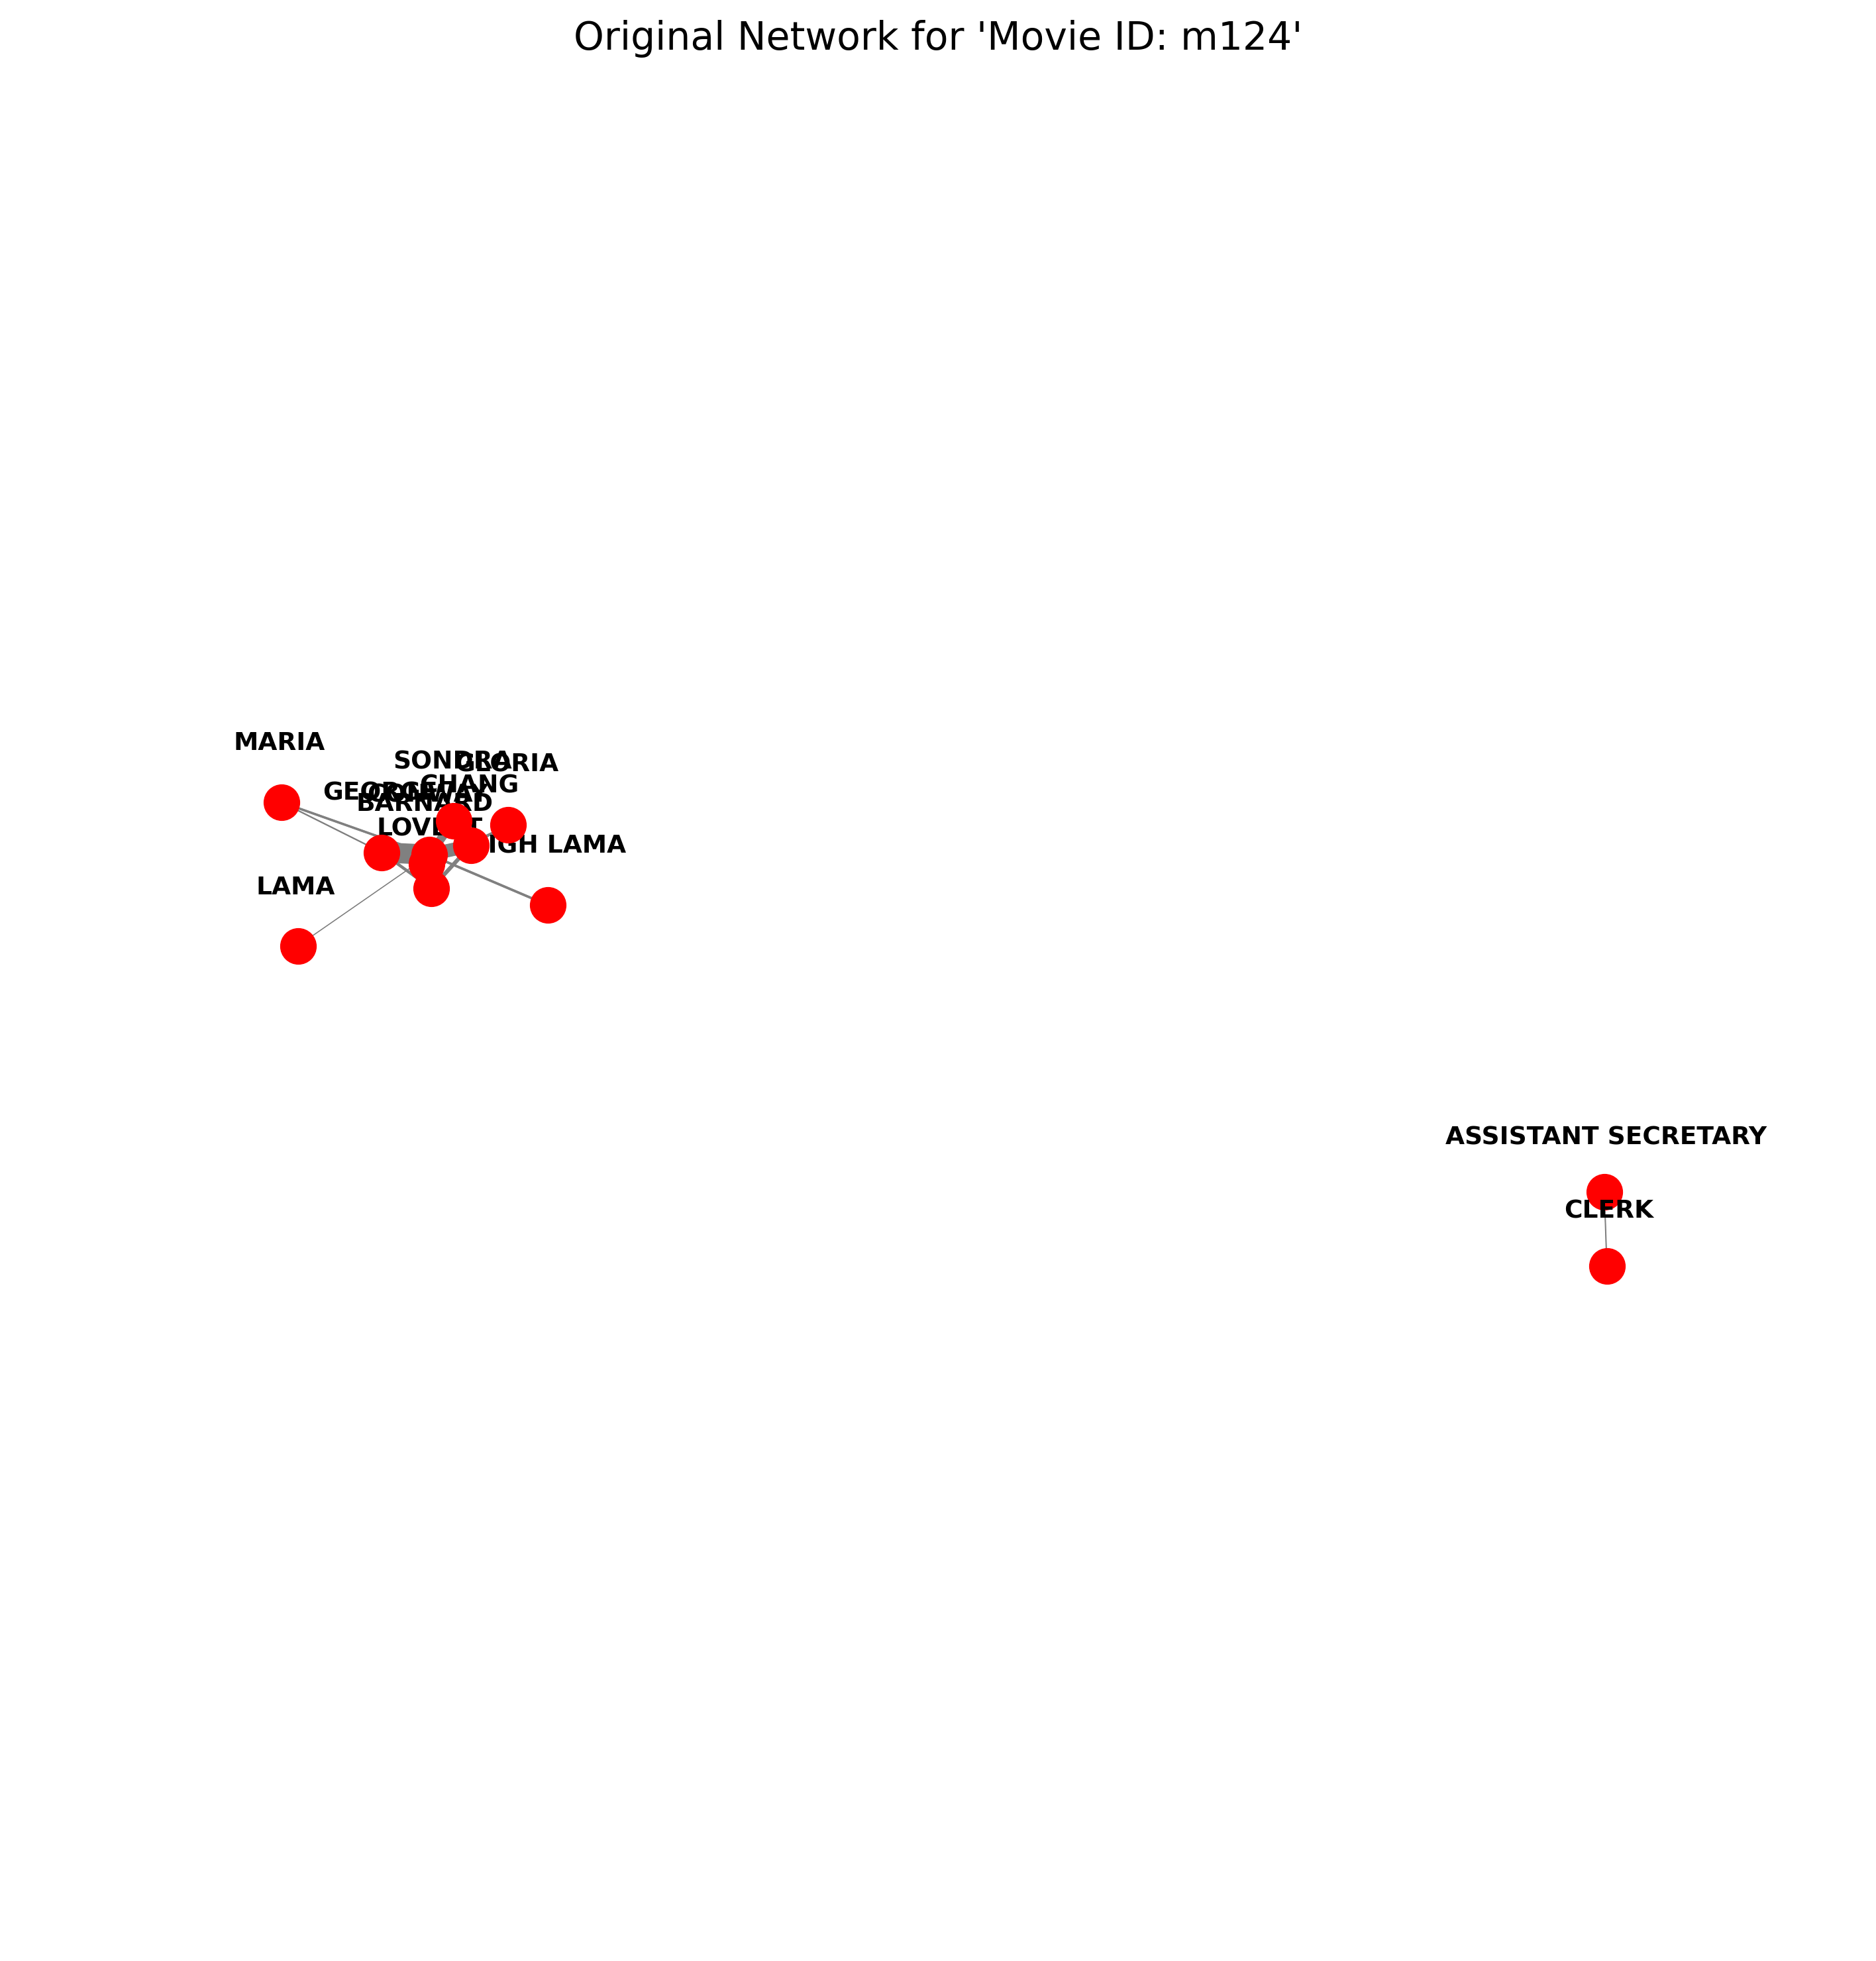 Original Network for 'Movie ID: m124'
MARIA
SONDRA
GLORIA
CHANG
GEORGE
CONWAY
BARNARD
LOVETT
HIGH LAMA
LAMA
ASSISTANT SECRETARY
CLERK